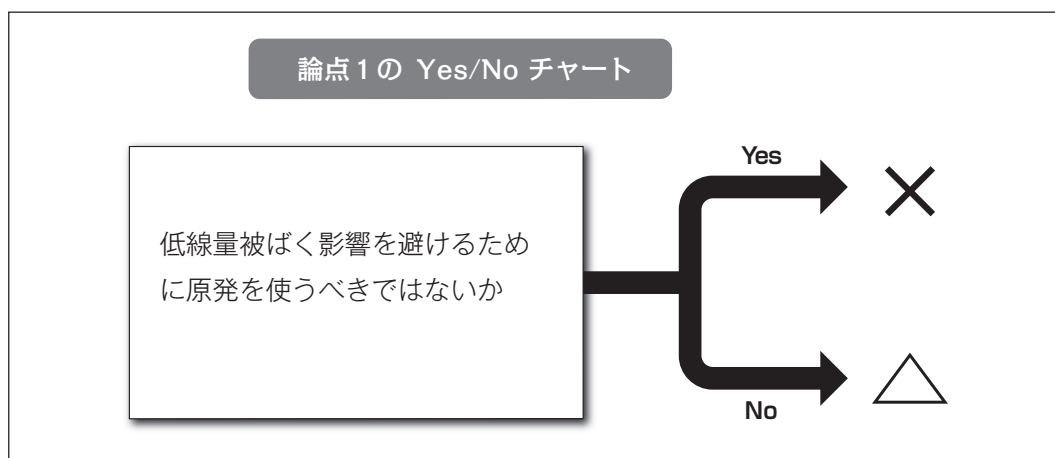 論点1の Yes/No チャート
Yes
低線量被ばく影響を避けるため
に原発を使うべきではないか
No